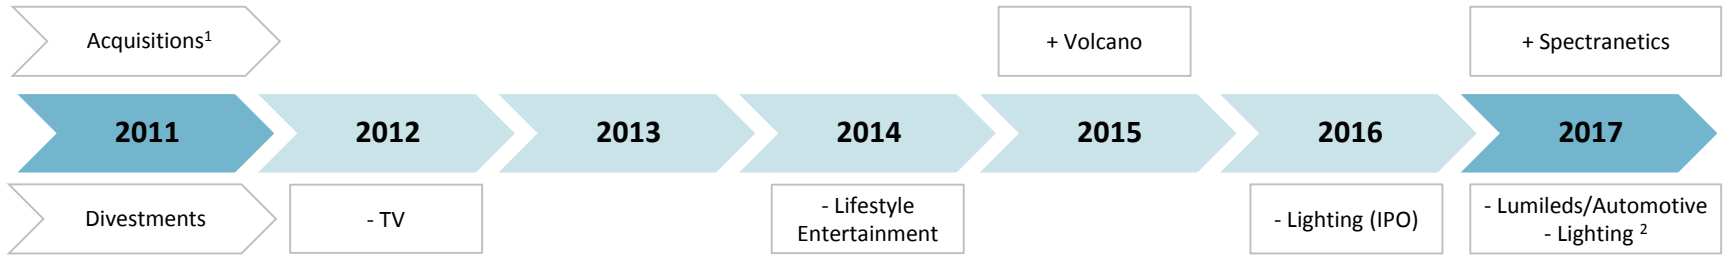 Acquisitions¹
+ Volcano
+ Spectranetics
2011
2012
2013
2014
2015
2016
2017
Divestments
- TV
- Lifestyle
Entertainment
- Lighting (IPO)
- Lumileds/Automotive
- Lighting ²